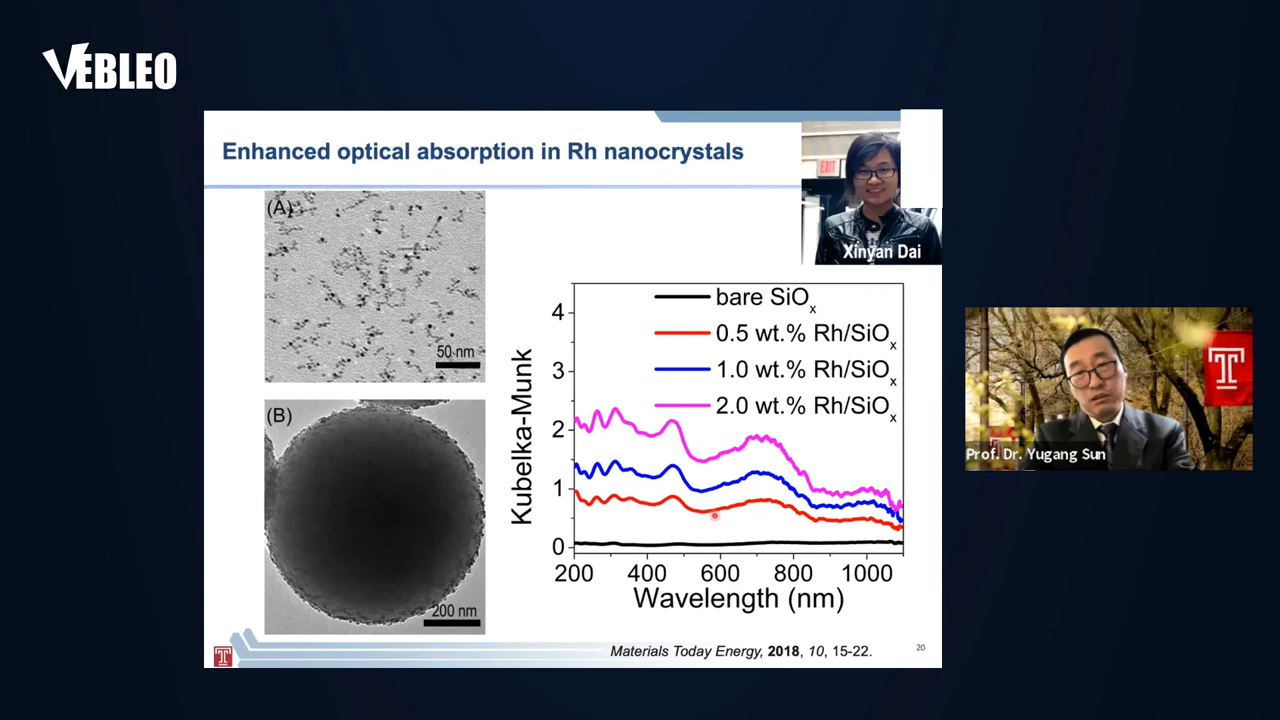 VEBLEO
Enhanced optical absorption in Rh nanocrystals
EXIT
Xinyan Dai
(A)
50 nm
(B)
200 nm
bare SiOx
0.5 wt.% Rh/SiOx
1.0 wt.% Rh/SiOx
2.0 wt.% Rh/SiOx
Kubelka-Munk
4
3
2
1
0
200 400 600 800 1000
Wavelength (nm)
Materials Today Energy, 2018, 10, 15-22.
20
T
T
Prof. Dr. Yugang Sun